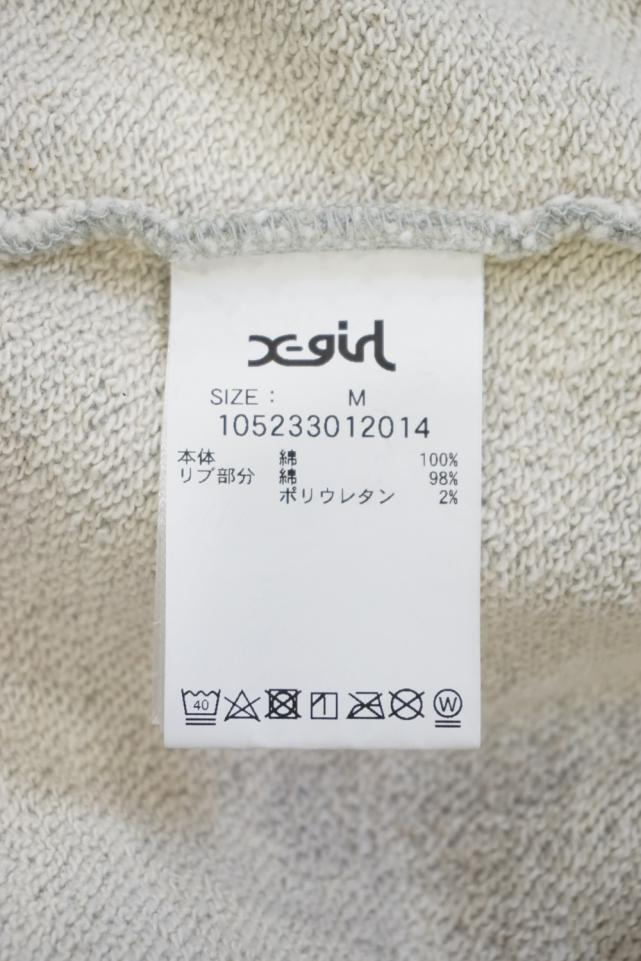 X-girl
SIZE : M
105233012014
本体 綿 100%
リブ部分 綿 98%
ポリウレタン 2%
40 W